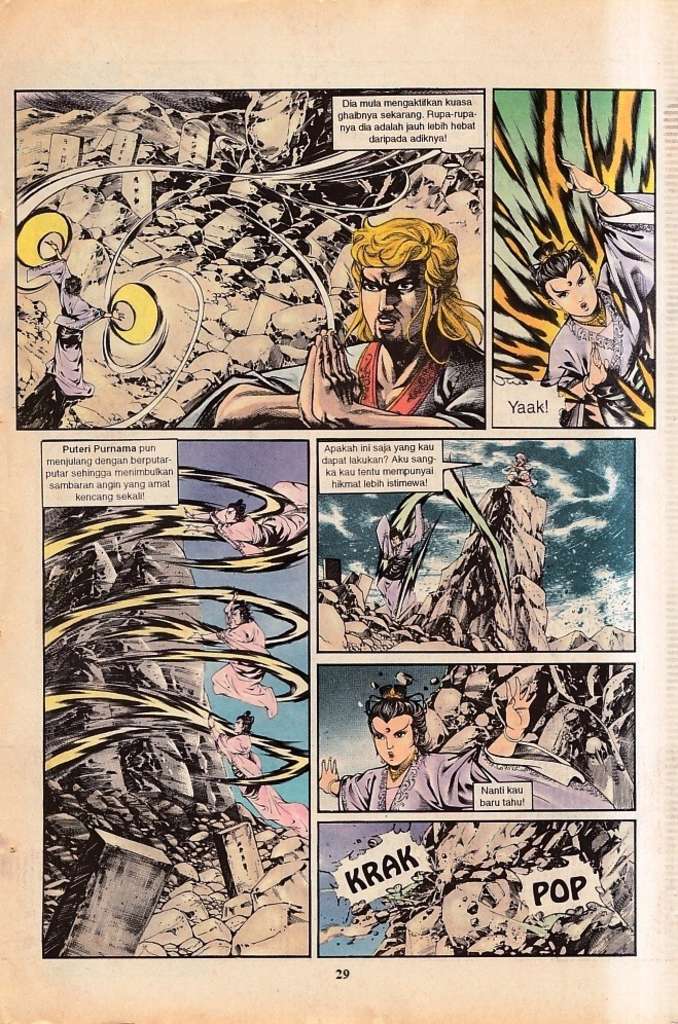 Dia mula mengaktifkan kuasa
ghaibnya sekarang. Rupa-rupa-
nya dia adalah jauh lebih hebat
daripada adiknya!
Yaak!
Puteri Purnama pun
menjulang dengan berputar-
putar sehingga menimbulkan
sambaran angin yang amat
kencang sekali!
Apakah ini saja yang kau
dapat lakukan? Aku sang-
ka kau tentu mempunyai
hikmat lebih istimewa!
Nanti kau
baru tahu!
KRAK
POP
29